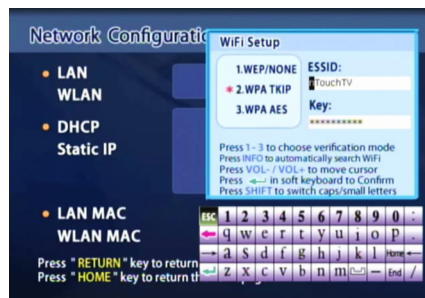 Network Configuratio
WiFi Setup
1.WEP/NONE
* 2.WPA TKIP
3.WPA AES
ESSID:
nTouchTV
Key:
**********
Press 1 - 3 to choose verification mode
Press INFO to automatically search WiFi
Press VOL- / VOL+ to move cursor
Press in soft keyboard to Confirm
Press SHIFT to switch caps/small letters
LAN
WLAN
DHCP
Static IP
LAN MAC
WLAN MAC
Press " RETURN " key to return
Press " HOME " key to return th
ESC 1 2 3 4 5 6 7 8 9 0 :
q w e r t y u i o p .
a s d f g h j k l Home
z x c v b n m - End /